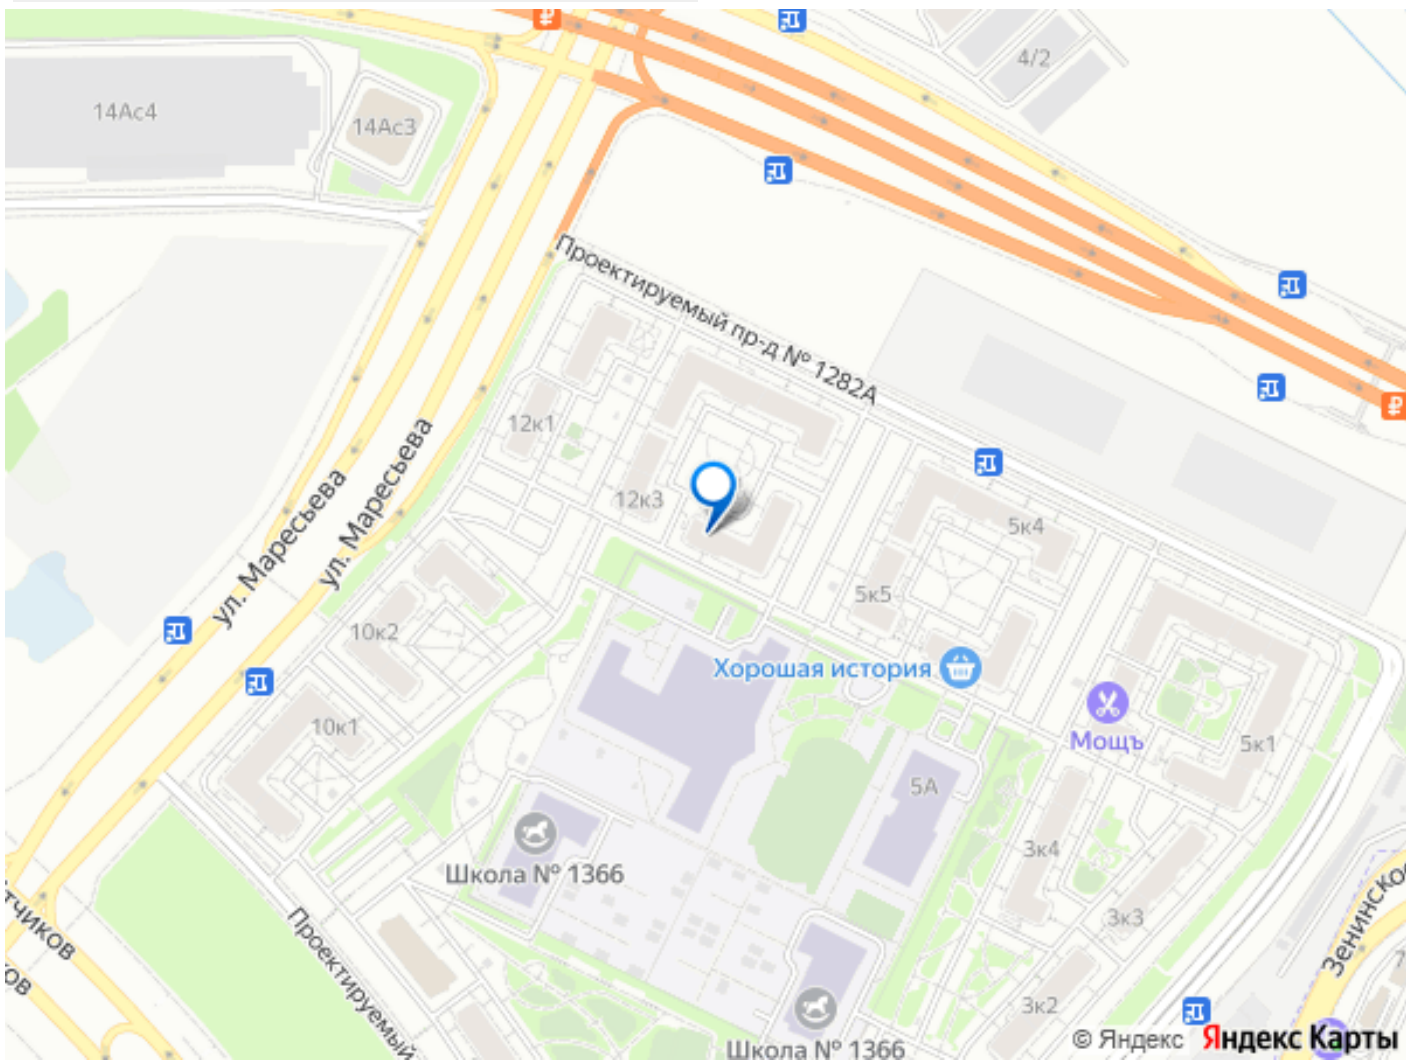 4/2
14Ас4
14Ас3
Проектируемый пр-д № 1282А
12к1
ул. Маресьева
ул. Маресьева
12к3
5к4
5к5
10к2
Хорошая история
10к1
Мощъ
5к1
5А
3к4
Школа № 1366
3к3
Проектируемый
Зенинское
3к2
Школа № 1366
© Яндекс Яндекс Карты